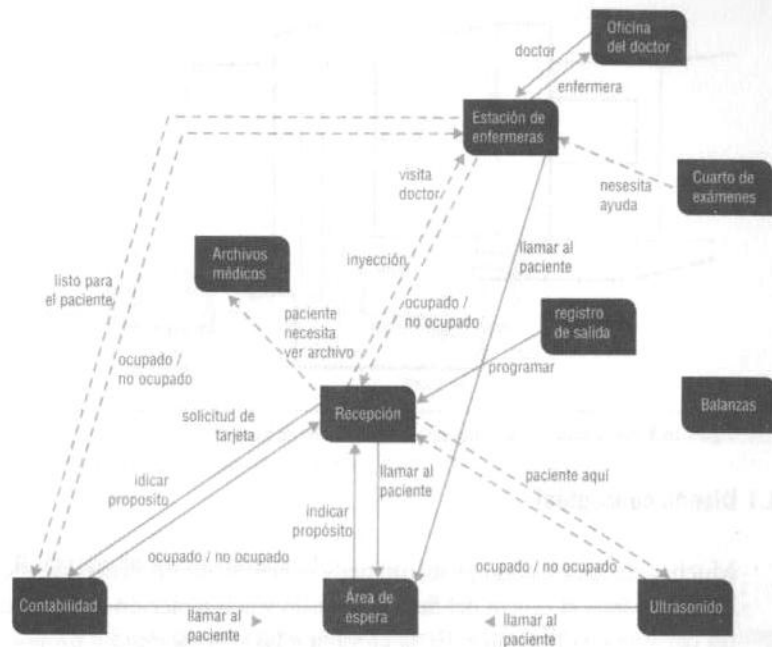 Oficina
del doctor
doctor
enfermera
Estación de
enfermeras
Cuarto de
exámenes
nesesita
ayuda
visita
doctor
Archivos
médicos
inyección
llamar al
paciente
listo para
el paciente
ocupado /
no ocupado
paciente
necesita
ver archivo
registro
de salida
ocupado /
no ocupado
programar
Balanzas
solicitud de
tarjeta
Recepción
idicar
proposito
llamar al
paciente
paciente aquí
indicar
propósito
ocupado / no ocupado
ocupado / no ocupado
Contabilidad
Área de
espera
Ultrasonido
llamar al
paciente
llamar al
paciente